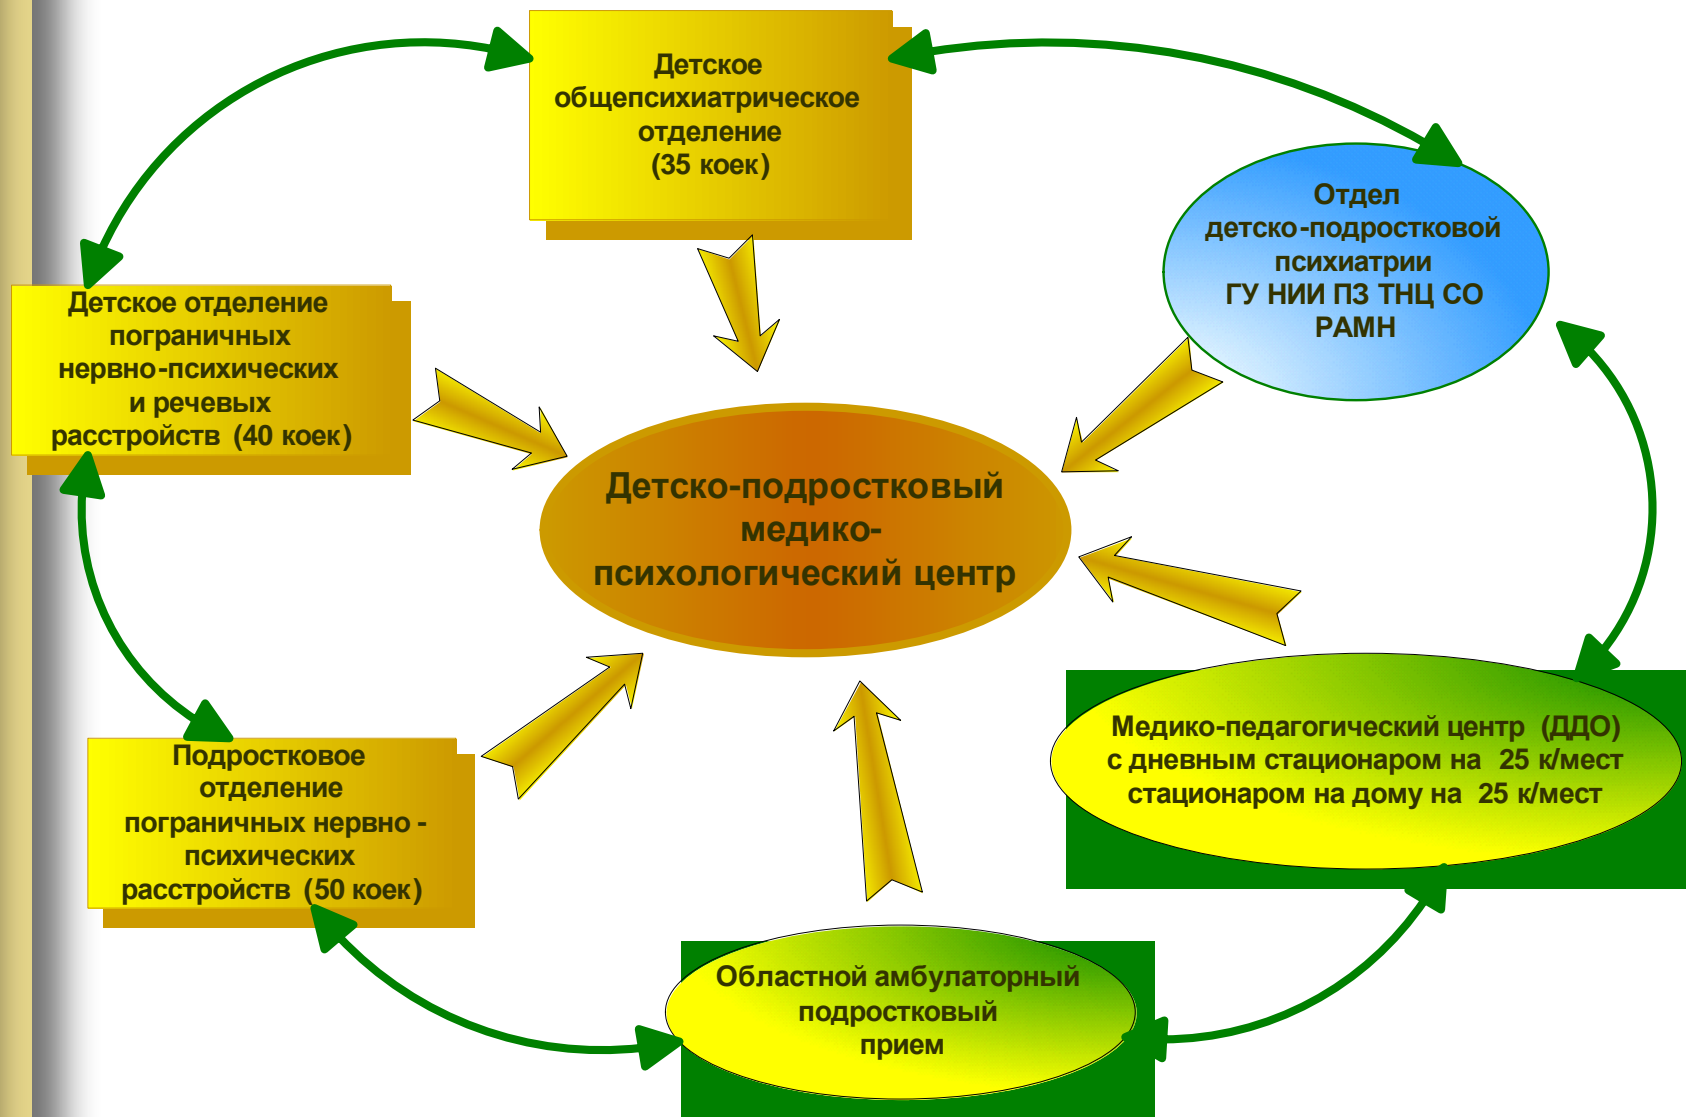 Детское
общепсихиатрическое
отделение
(35 коек)
Отдел
детско-подростковой
психиатрии
ГУ НИИ ПЗ ТНЦ СО
РАМН
Детское отделение
пограничных
нервно-психических
и речевых
расстройств (40 коек)
Детско-подростковый
медико-
психологический центр
Медико-педагогический центр (ДДО)
с дневным стационаром на 25 к/мест
стационаром на дому на 25 к/мест
Подростковое
отделение
пограничных нервно-
психических
расстройств (50 коек)
Областной амбулаторный
подростковый
прием